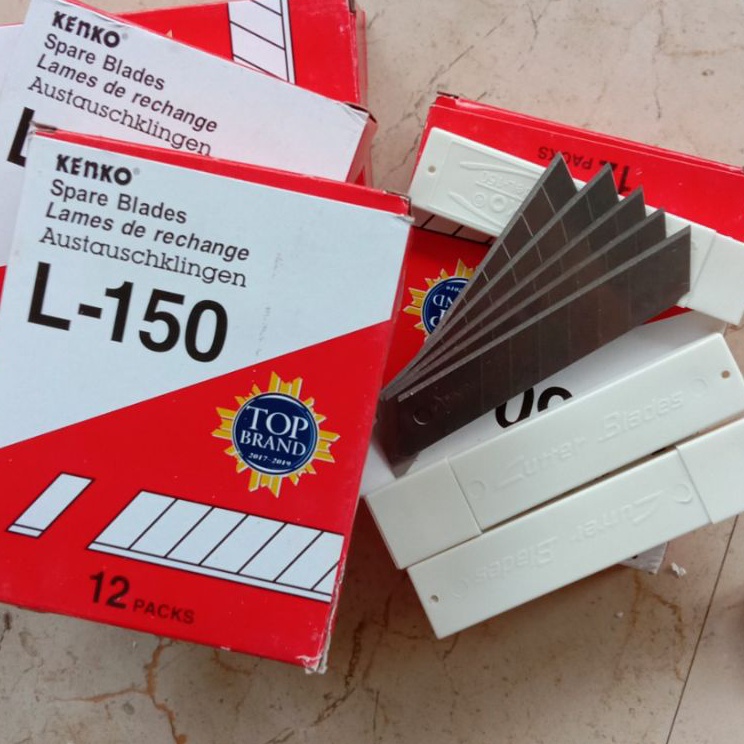 KENKO®
Spare Blades
Lames de rechange
Austauschklingen
KENKO®
Spare Blades
Lames de rechange
Austauschklingen
L-150
TOP
BRAND
2017-2019
12 PACKS
12 PACKS
Cutter Blades
Cutter Blades